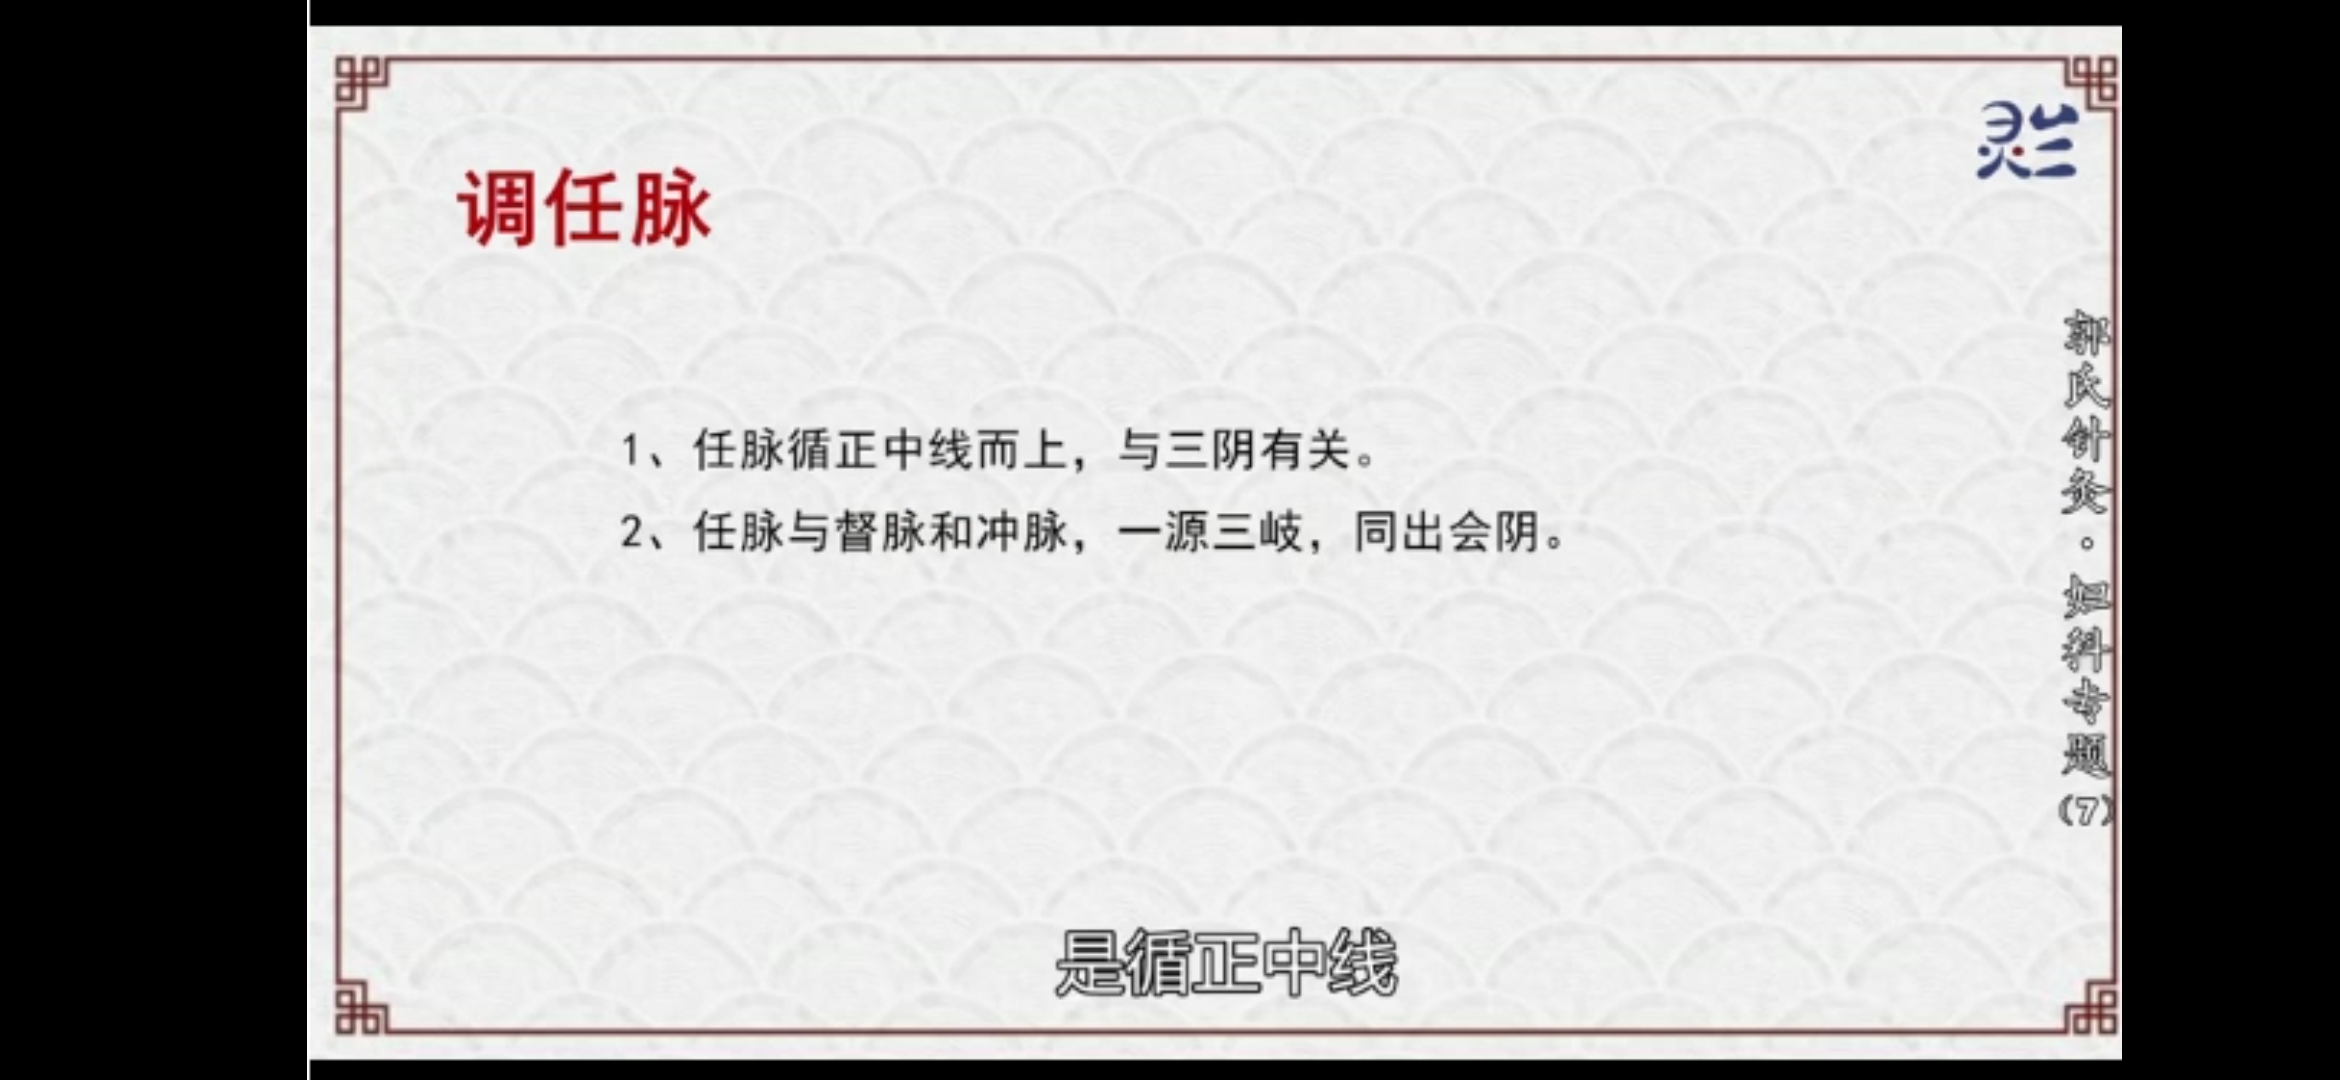 灵兰
调任脉
1、任脉循正中线而上，与三阴有关。
2、任脉与督脉和冲脉，一源三岐，同出会阴。
郭氏针灸·妇科专题(7)
是循正中线